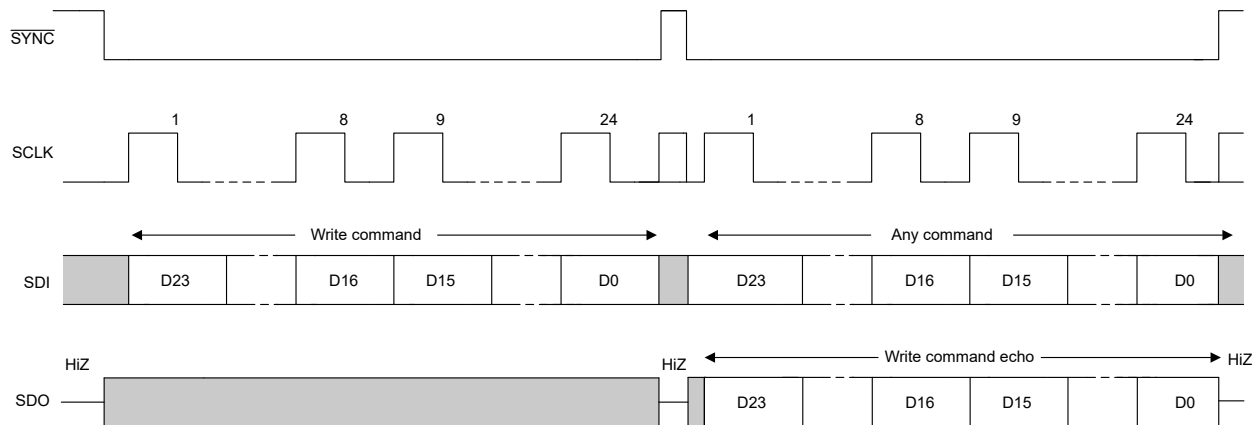 SYNC
1 8 9 24 1 8 9 24
SCLK
Write command Any command
SDI D23 D16 D15 D0 D23 D16 D15 D0
HiZ HiZ Write command echo HiZ
SDO D23 D16 D15 D0